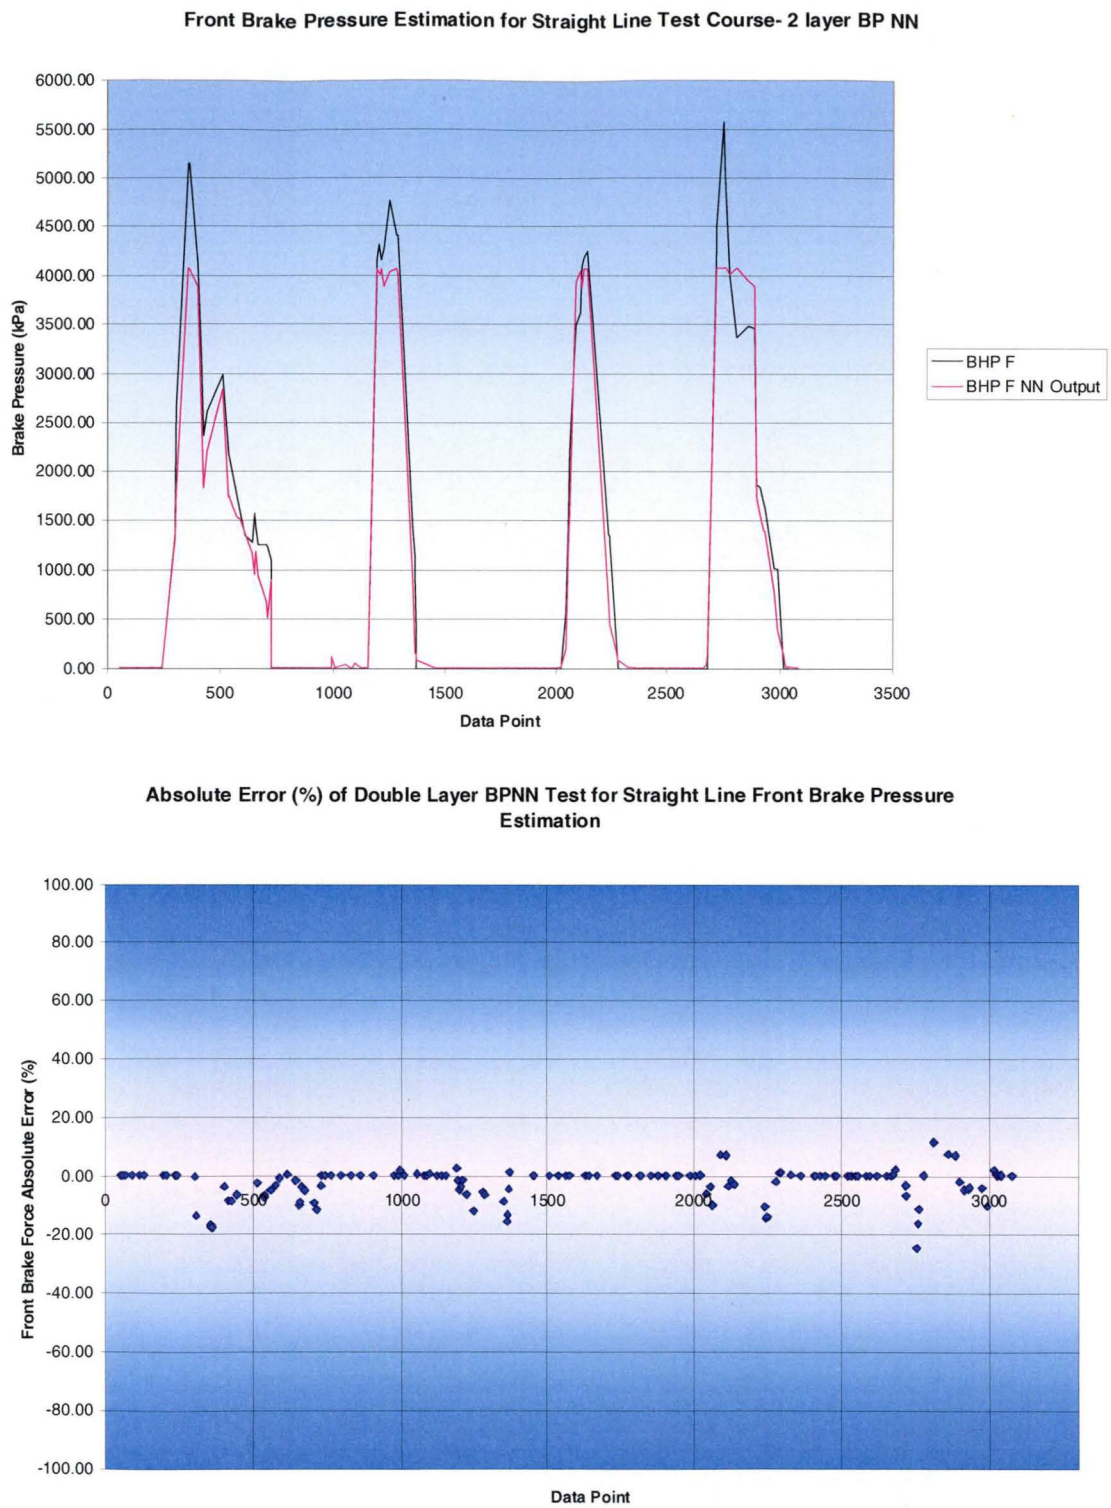 Front Brake Pressure Estimation for Straight Line Test Course- 2 layer BP NN
6000.00
5500.00
5000.00
4500.00
4000.00
3500.00
3000.00
2500.00
2000.00
1500.00
1000.00
500.00
0.00
Brake Pressure (kPa)
0 500 1000 1500 2000 2500 3000 3500
Data Point
BHP F
BHP F NN Output
Absolute Error (%) of Double Layer BPNN Test for Straight Line Front Brake Pressure
Estimation
100.00
80.00
60.00
40.00
20.00
0.00
-20.00
-40.00
-60.00
-80.00
-100.00
Front Brake Force Absolute Error (%)
0 500 1000 1500 2000 2500 3000
Data Point